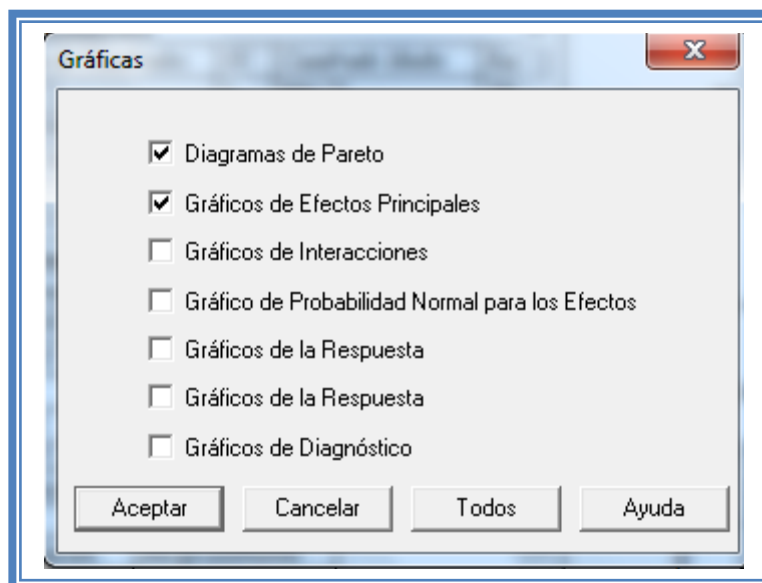 Gráficas
Diagramas de Pareto
Gráficos de Efectos Principales
Gráficos de Interacciones
Gráfico de Probabilidad Normal para los Efectos
Gráficos de la Respuesta
Gráficos de la Respuesta
Gráficos de Diagnóstico
Aceptar Cancelar Todos Ayuda